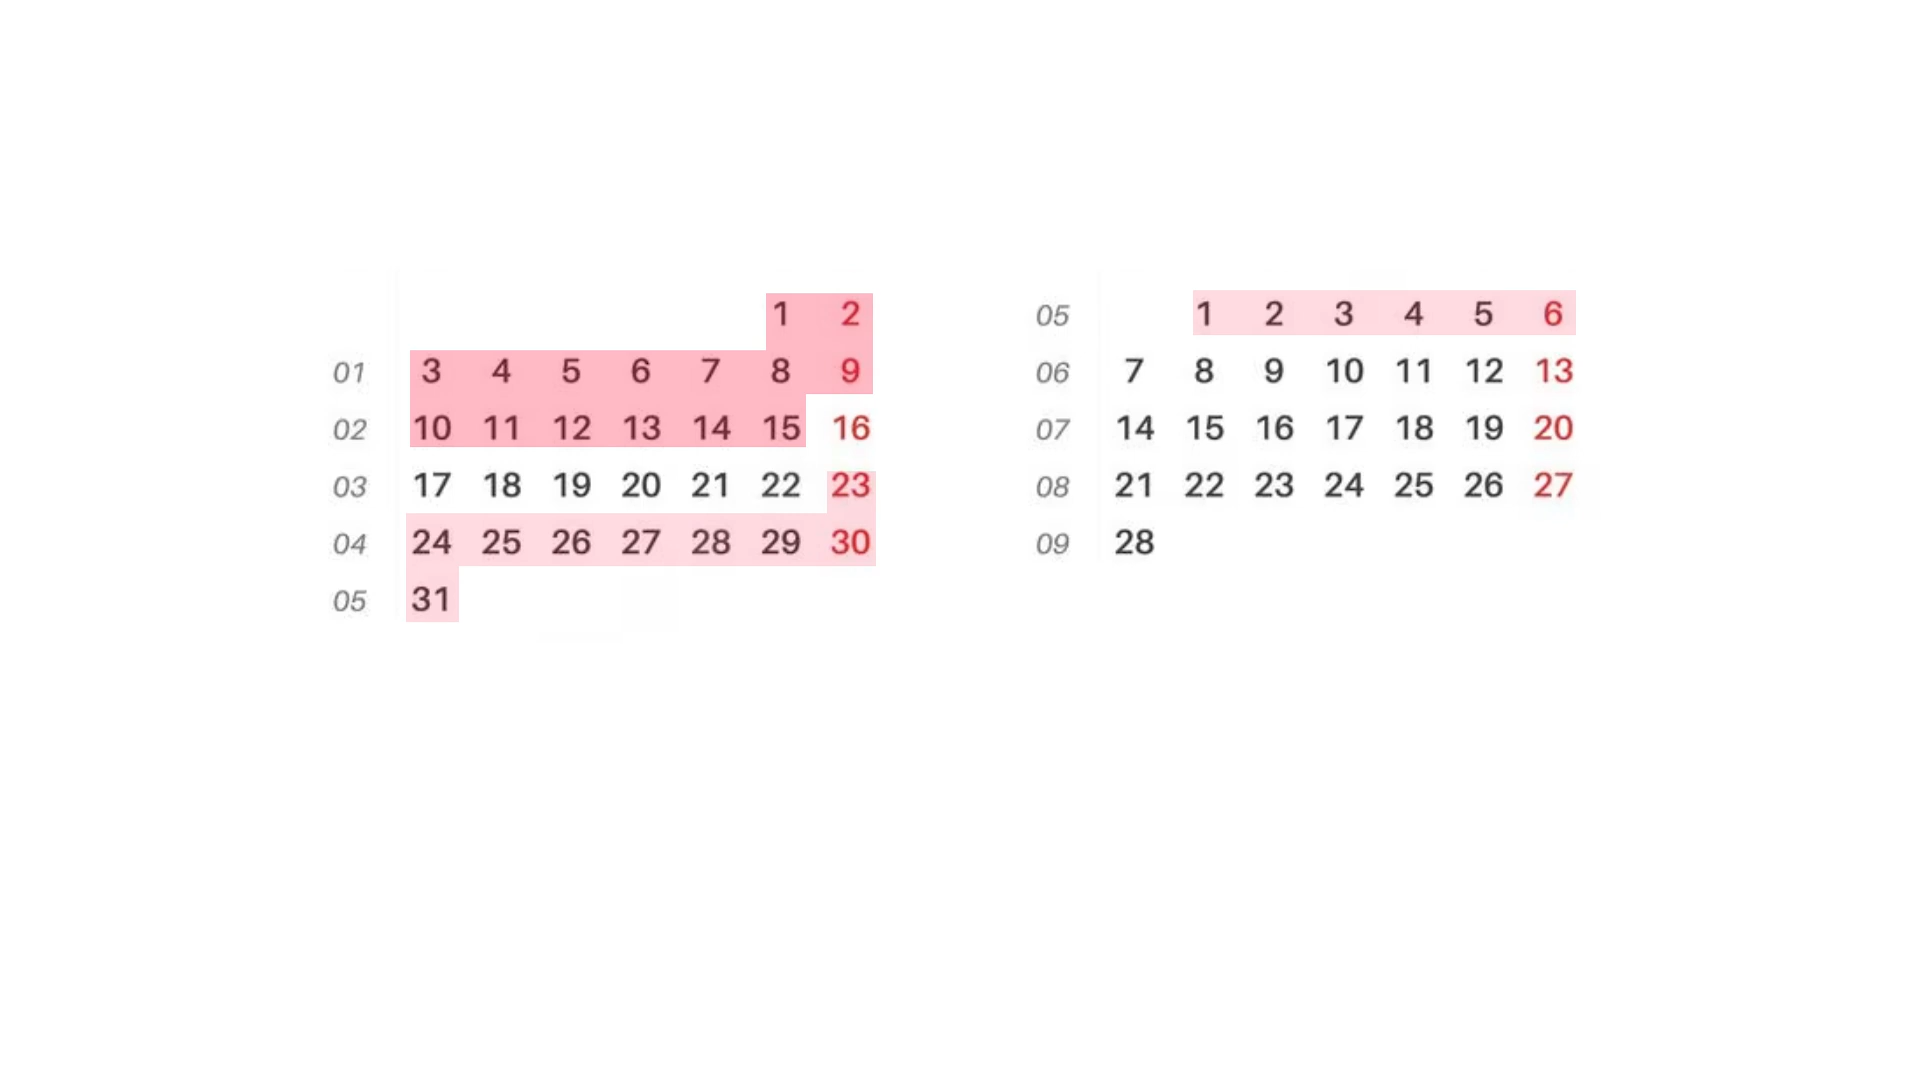 1 2
01 3 4 5 6 7 8 9
02 10 11 12 13 14 15 16
03 17 18 19 20 21 22 23
04 24 25 26 27 28 29 30
05 31
05 1 2 3 4 5 6
06 7 8 9 10 11 12 13
07 14 15 16 17 18 19 20
08 21 22 23 24 25 26 27
09 28